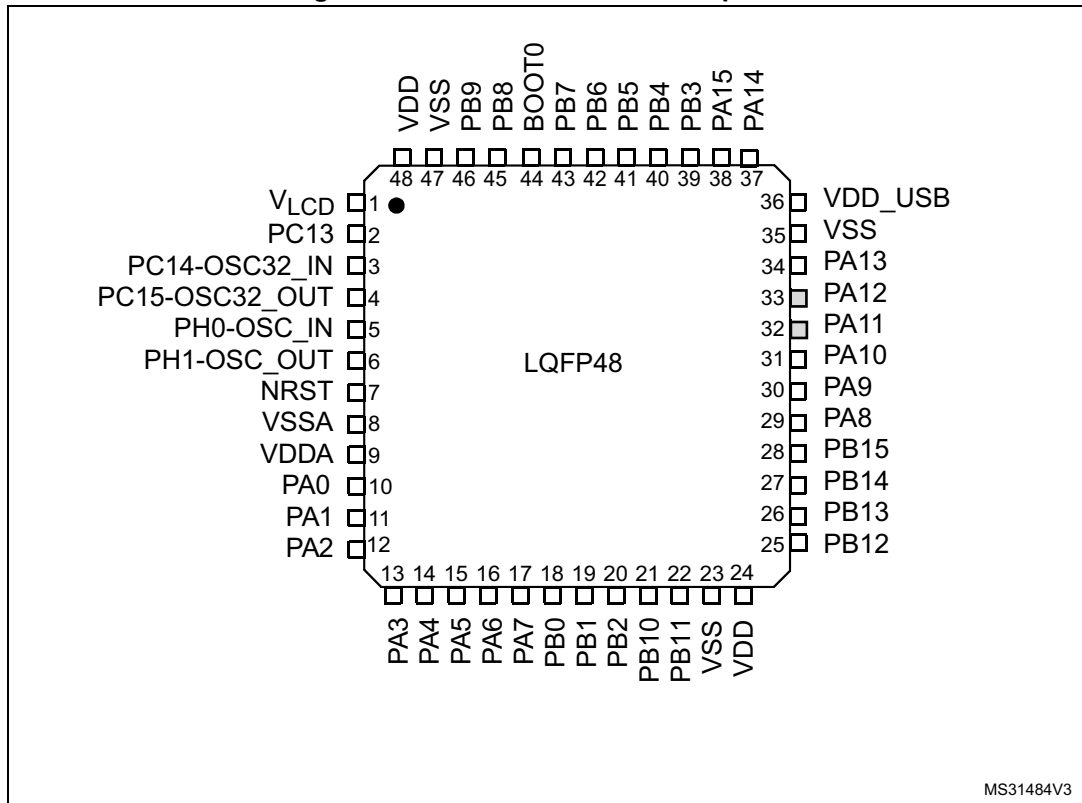 VDD
VSS
PB9
PB8
BOOT0
PB7
PB6
PB5
PB4
PB3
PA15
PA14
48 47 46 45 44 43 42 41 40 39 38 37
VLCD 1 36 VDD_USB
PC13 2 35 VSS
PC14-OSC32_IN 3 34 PA13
PC15-OSC32_OUT 4 33 PA12
PH0-OSC_IN 5 32 PA11
PH1-OSC_OUT 6 LQFP48 31 PA10
NRST 7 30 PA9
VSSA 8 29 PA8
VDDA 9 28 PB15
PA0 10 27 PB14
PA1 11 26 PB13
PA2 12 25 PB12
13 14 15 16 17 18 19 20 21 22 23 24
PA3
PA4
PA5
PA6
PA7
PB0
PB1
PB2
PB10
PB11
VSS
VDD
MS31484V3